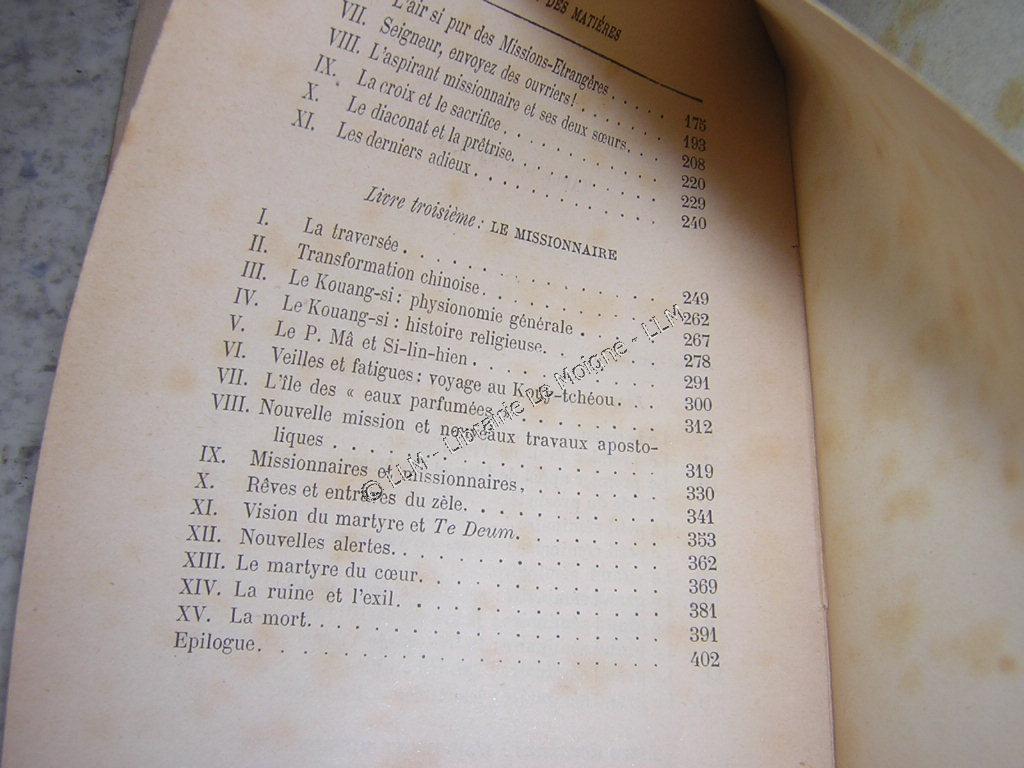 DES MATIÈRES
L'air si pur des Missions-Etrangères . . . . . 175
VII. Seigneur, envoyez des ouvriers! . . . . . . . 193
VIII. L'aspirant missionnaire et ses deux sœurs. . . 208
IX. La croix et le sacrifice . . . . . . . . . . 220
X. Le diaconat et la prêtrise. . . . . . . . . . 229
XI. Les derniers adieux . . . . . . . . . . . . 240
Livre troisième : LE MISSIONNAIRE
I. La traversée . . . . . . . . . . . . . . 249
II. Transformation chinoise. . . . . . . . . . . 262
III. Le Kouang-si : physionomie générale . . . . . 267
IV. Le Kouang-si : histoire religieuse. . . . . . . 278
V. Le P. Mâ et Si-lin-hien . . . . . . . . . . 291
VI. Veilles et fatigues : voyage au . . . 300
VII. L'île des « eaux parfumées » . . . . . . . . 312
VIII. Nouvelle mission et nouveaux travaux aposto-
liques . . . . . . . . . . . . . . . . 319
IX. Missionnaires et missionnaires, . . . . . . . 330
X. Rêves et entraves du zèle. . . . . . . . . . 341
XI. Vision du martyre et Te Deum. . . . . . . . 353
XII. Nouvelles alertes. . . . . . . . . . . . . 362
XIII. Le martyre du cœur. . . . . . . . . . . . 369
XIV. La ruine et l'exil. . . . . . . . . . . . . 381
XV. La mort. . . . . . . . . . . . . . . . 391
Epilogue. . . . . . . . . . . . . . . . . . 402
© LLM - Librairie Le Moigne - LLM